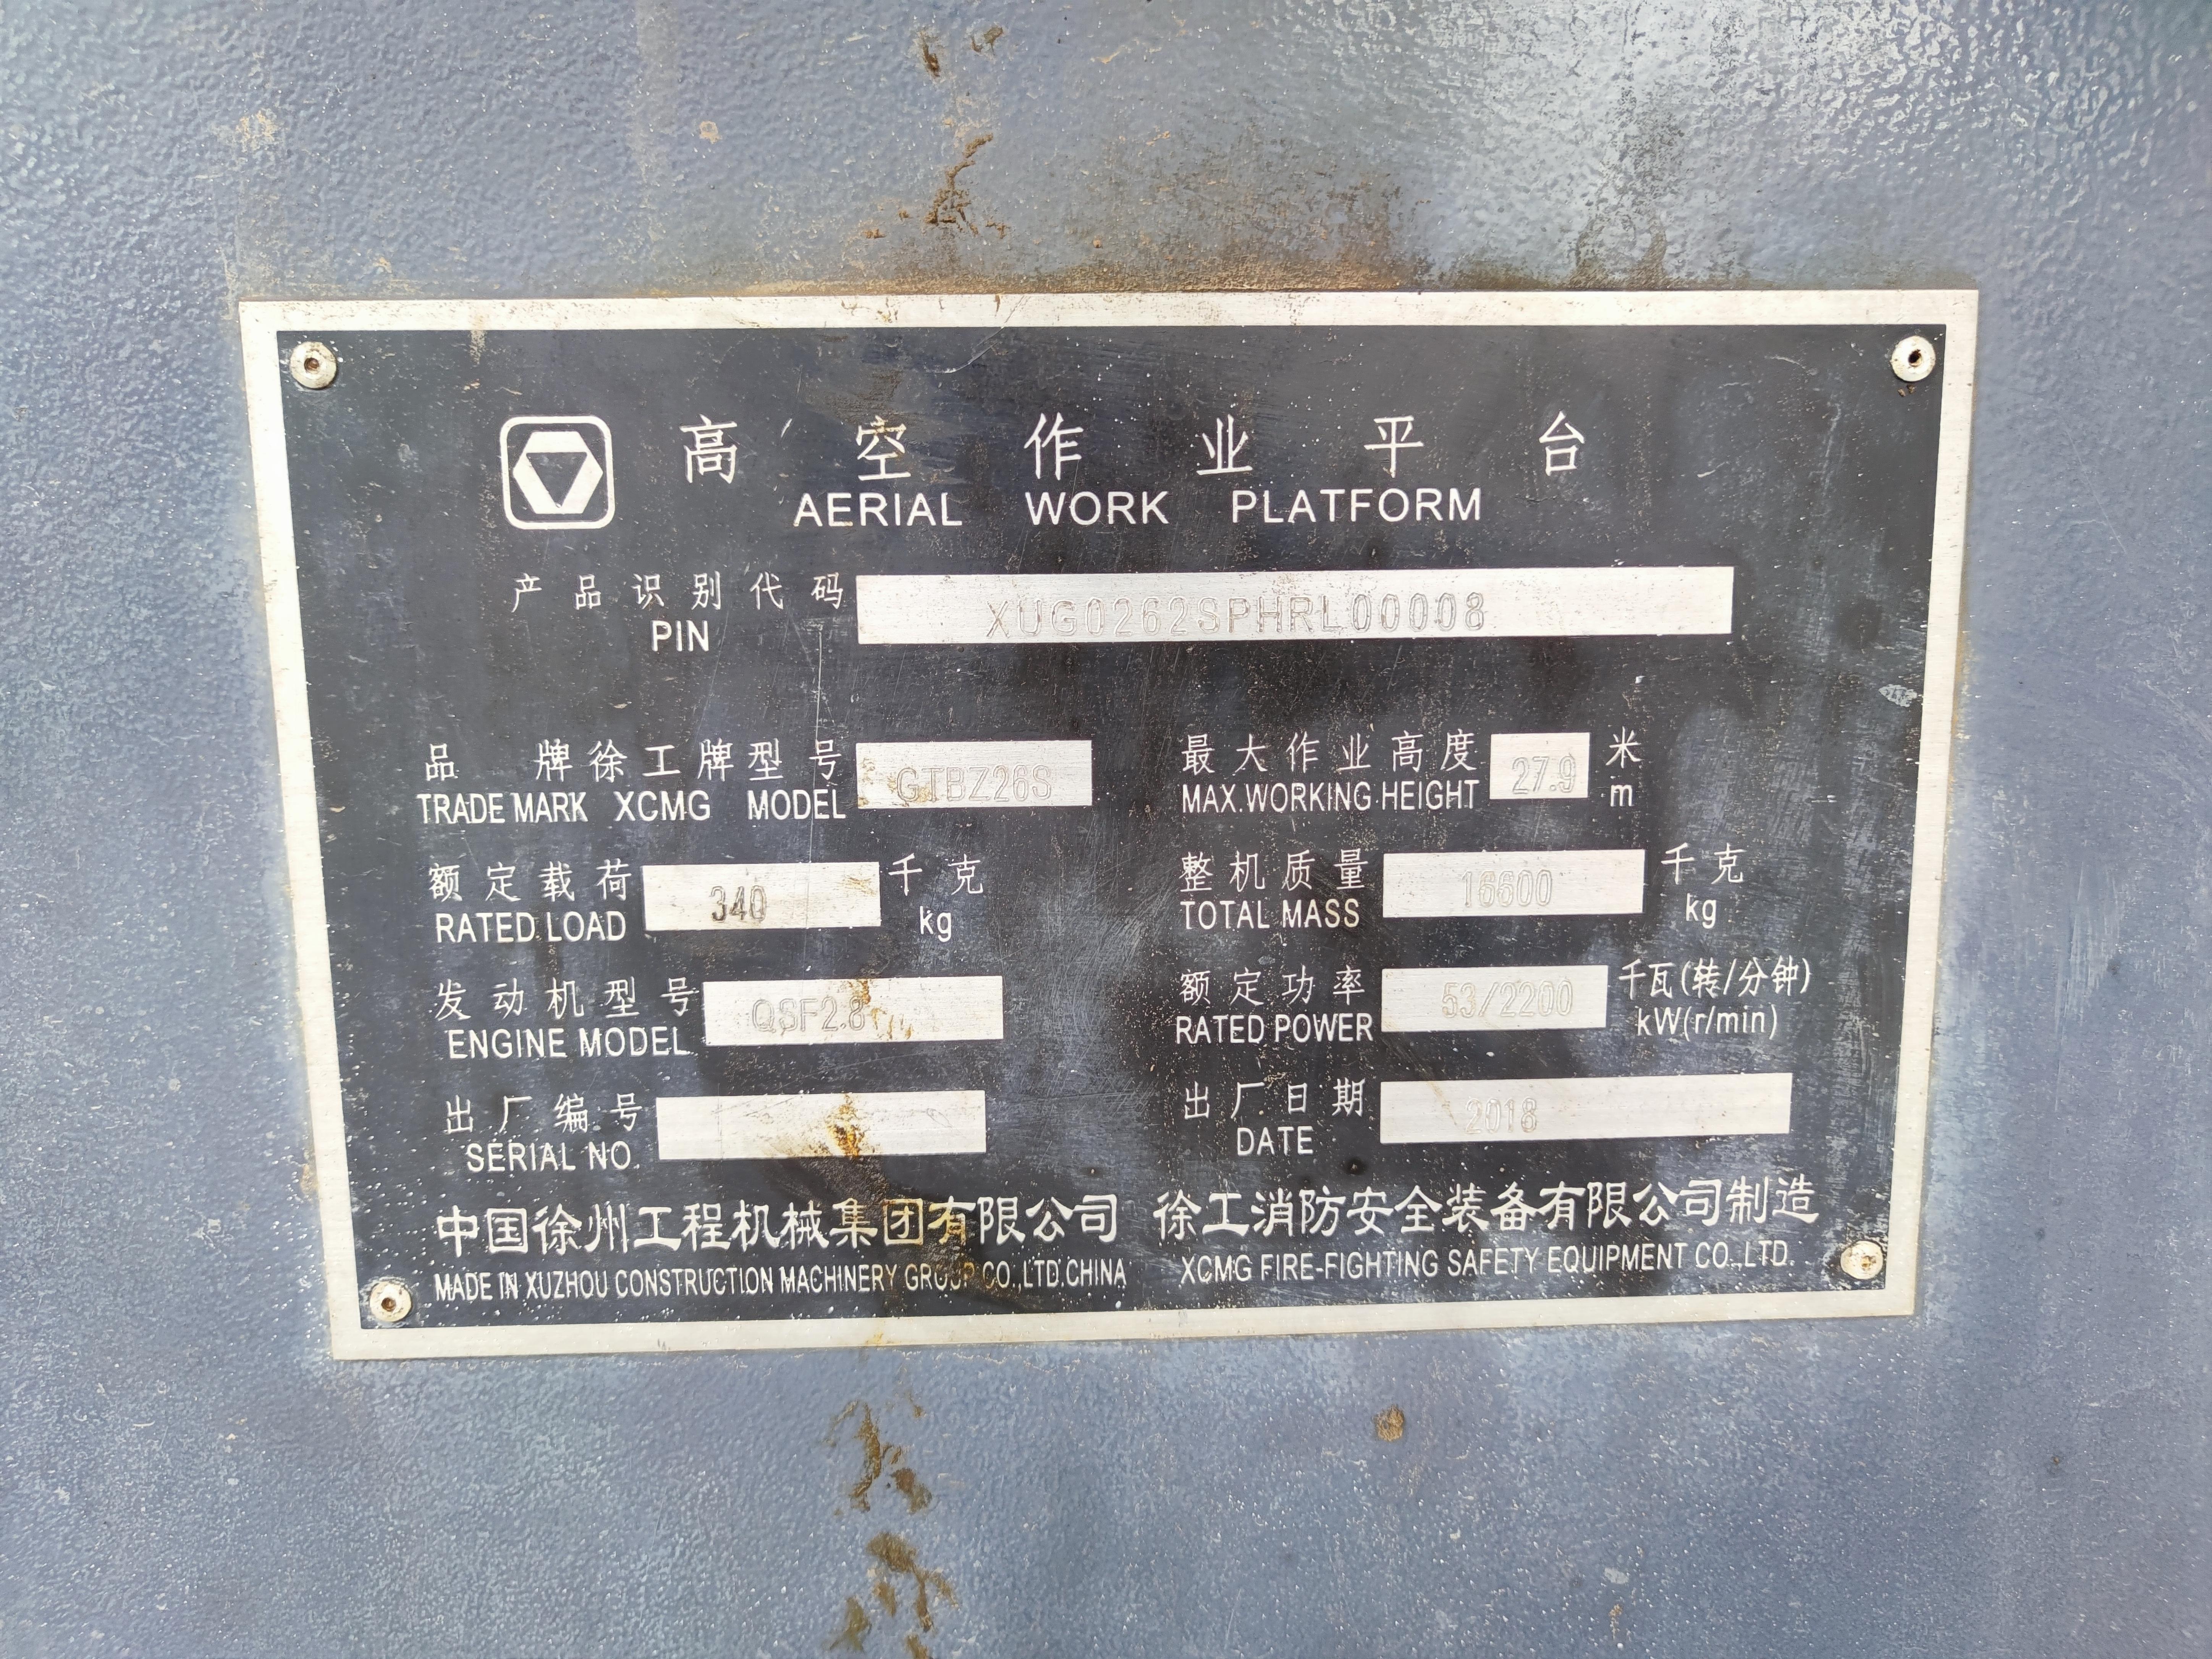 高空作业平台
AERIAL WORK PLATFORM
产品识别代码 XUG0262SPHRL00008
PIN
品牌徐工牌型号 GTBZ26S 最大作业高度 27.9 米
TRADE MARK XCMG MODEL MAX.WORKING HEIGHT m
额定载荷 340 千克 整机质量 16600 千克
RATED LOAD kg TOTAL MASS kg
发动机型号 QSF2.8 额定功率 53/2200 千瓦(转/分钟)
ENGINE MODEL RATED POWER kW(r/min)
出厂编号 出厂日期 2018
SERIAL NO. DATE
中国徐州工程机械集团有限公司 徐工消防安全装备有限公司制造
MADE IN XUZHOU CONSTRUCTION MACHINERY GROUP CO.,LTD.CHINA XCMG FIRE-FIGHTING SAFETY EQUIPMENT CO.,LTD.